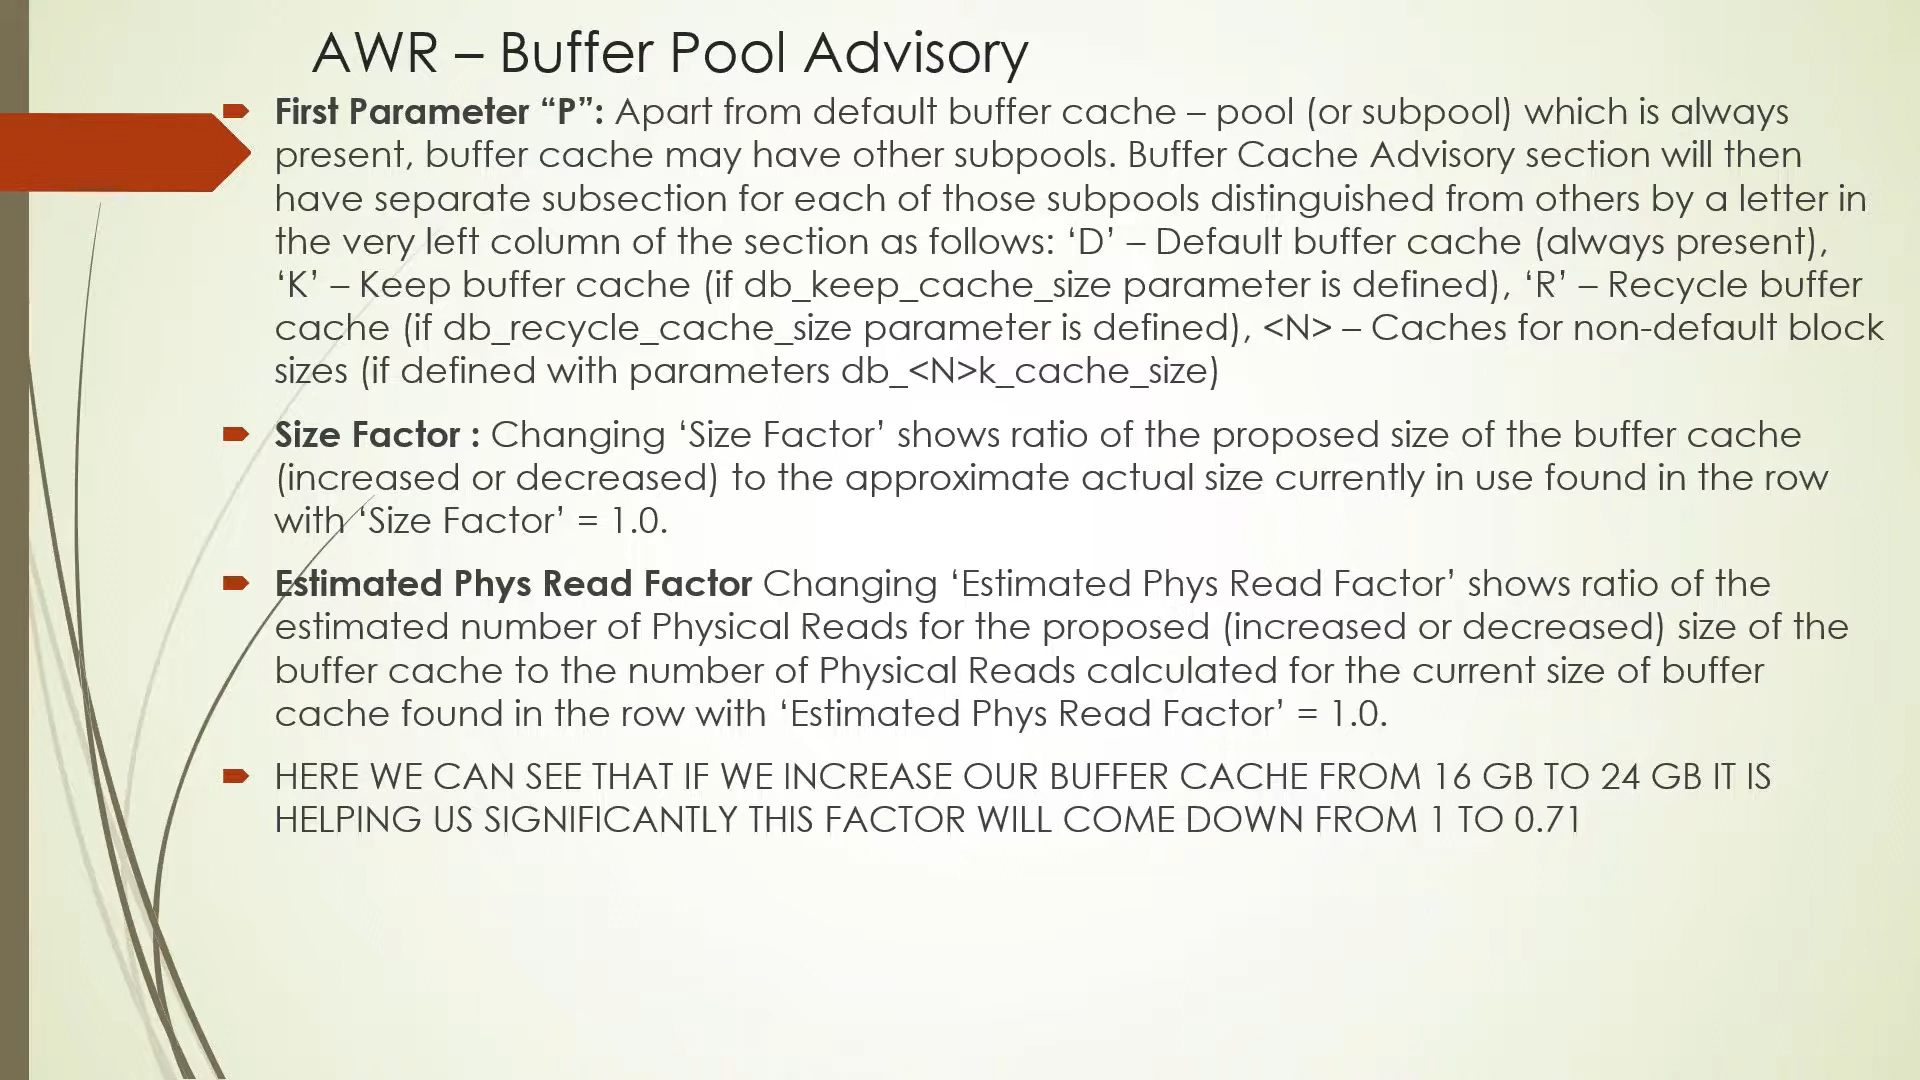 AWR – Buffer Pool Advisory
First Parameter “P”: Apart from default buffer cache – pool (or subpool) which is always
present, buffer cache may have other subpools. Buffer Cache Advisory section will then
have separate subsection for each of those subpools distinguished from others by a letter in
the very left column of the section as follows: ‘D’ – Default buffer cache (always present),
‘K’ – Keep buffer cache (if db_keep_cache_size parameter is defined), ‘R’ – Recycle buffer
cache (if db_recycle_cache_size parameter is defined), <N> – Caches for non-default block
sizes (if defined with parameters db_<N>k_cache_size)
Size Factor : Changing ‘Size Factor’ shows ratio of the proposed size of the buffer cache
(increased or decreased) to the approximate actual size currently in use found in the row
with ‘Size Factor’ = 1.0.
Estimated Phys Read Factor Changing ‘Estimated Phys Read Factor’ shows ratio of the
estimated number of Physical Reads for the proposed (increased or decreased) size of the
buffer cache to the number of Physical Reads calculated for the current size of buffer
cache found in the row with ‘Estimated Phys Read Factor’ = 1.0.
HERE WE CAN SEE THAT IF WE INCREASE OUR BUFFER CACHE FROM 16 GB TO 24 GB IT IS
HELPING US SIGNIFICANTLY THIS FACTOR WILL COME DOWN FROM 1 TO 0.71